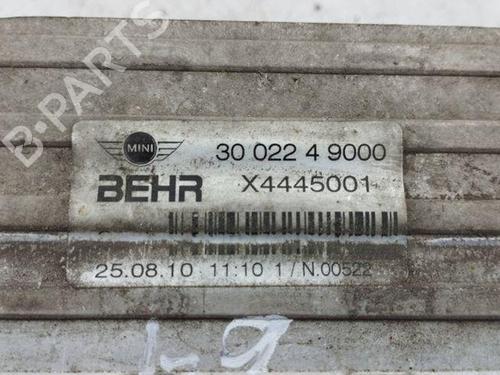 B-PARTS
MINI
30 022 4 9000
BEHR X4445001
25.08.10 11:10 1 / N.00522